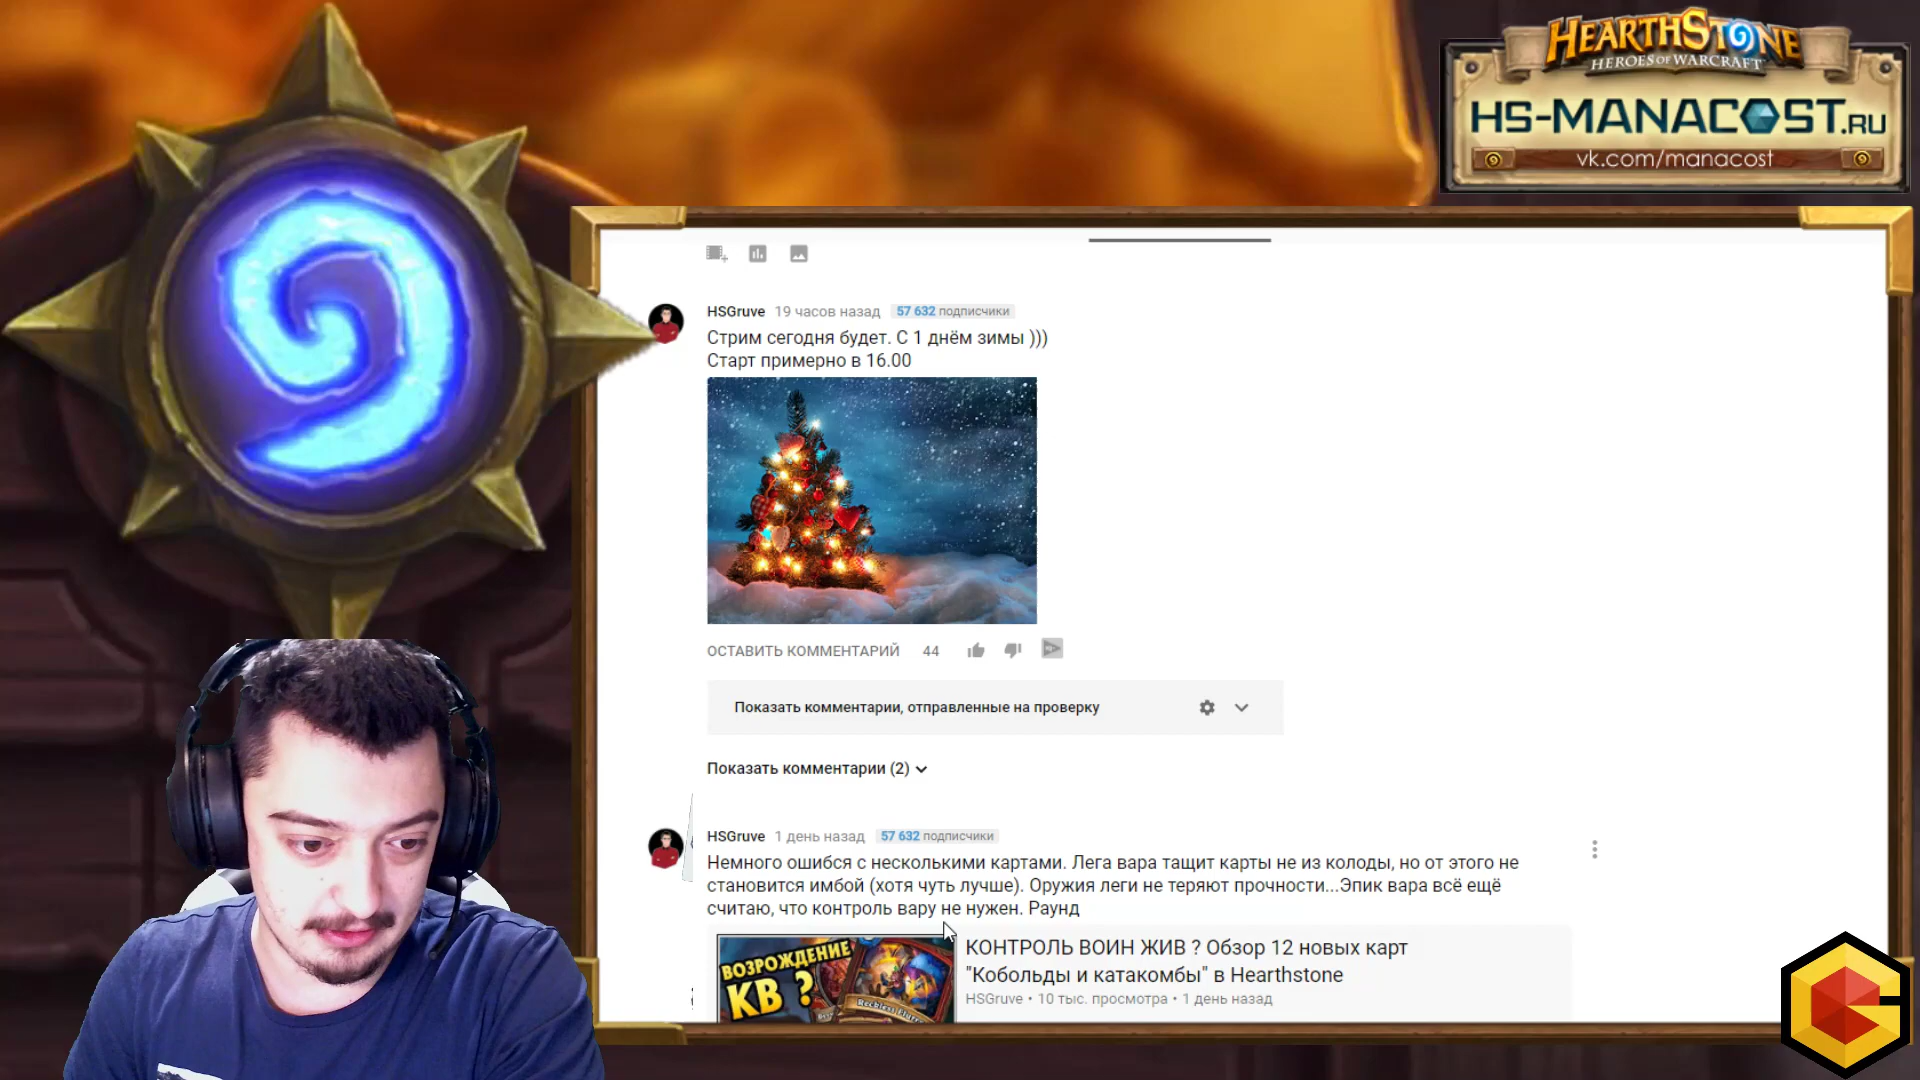 HEARTHSTONE
HEROES OF WARCRAFT
HS-MANACOST.RU
vk.com/manacost
HSGruve 19 часов назад 57 632 подписчики
Стрим сегодня будет. С 1 днём зимы )))
Старт примерно в 16.00
ОСТАВИТЬ КОММЕНТАРИЙ 44
Показать комментарии, отправленные на проверку
Показать комментарии (2)
HSGruve 1 день назад 57 632 подписчики
Немного ошибся с несколькими картами. Лега вара тащит карты не из колоды, но от этого не
становится имбой (хотя чуть лучше). Оружия леги не теряют прочности...Эпик вара всё ещё
считаю, что контроль вару не нужен. Раунд
ВОЗРОЖДЕНИЕ
КВ ?
Reckless Flurry
КОНТРОЛЬ ВОИН ЖИВ ? Обзор 12 новых карт
"Кобольды и катакомбы" в Hearthstone
HSGruve • 10 тыс. просмотра • 1 день назад